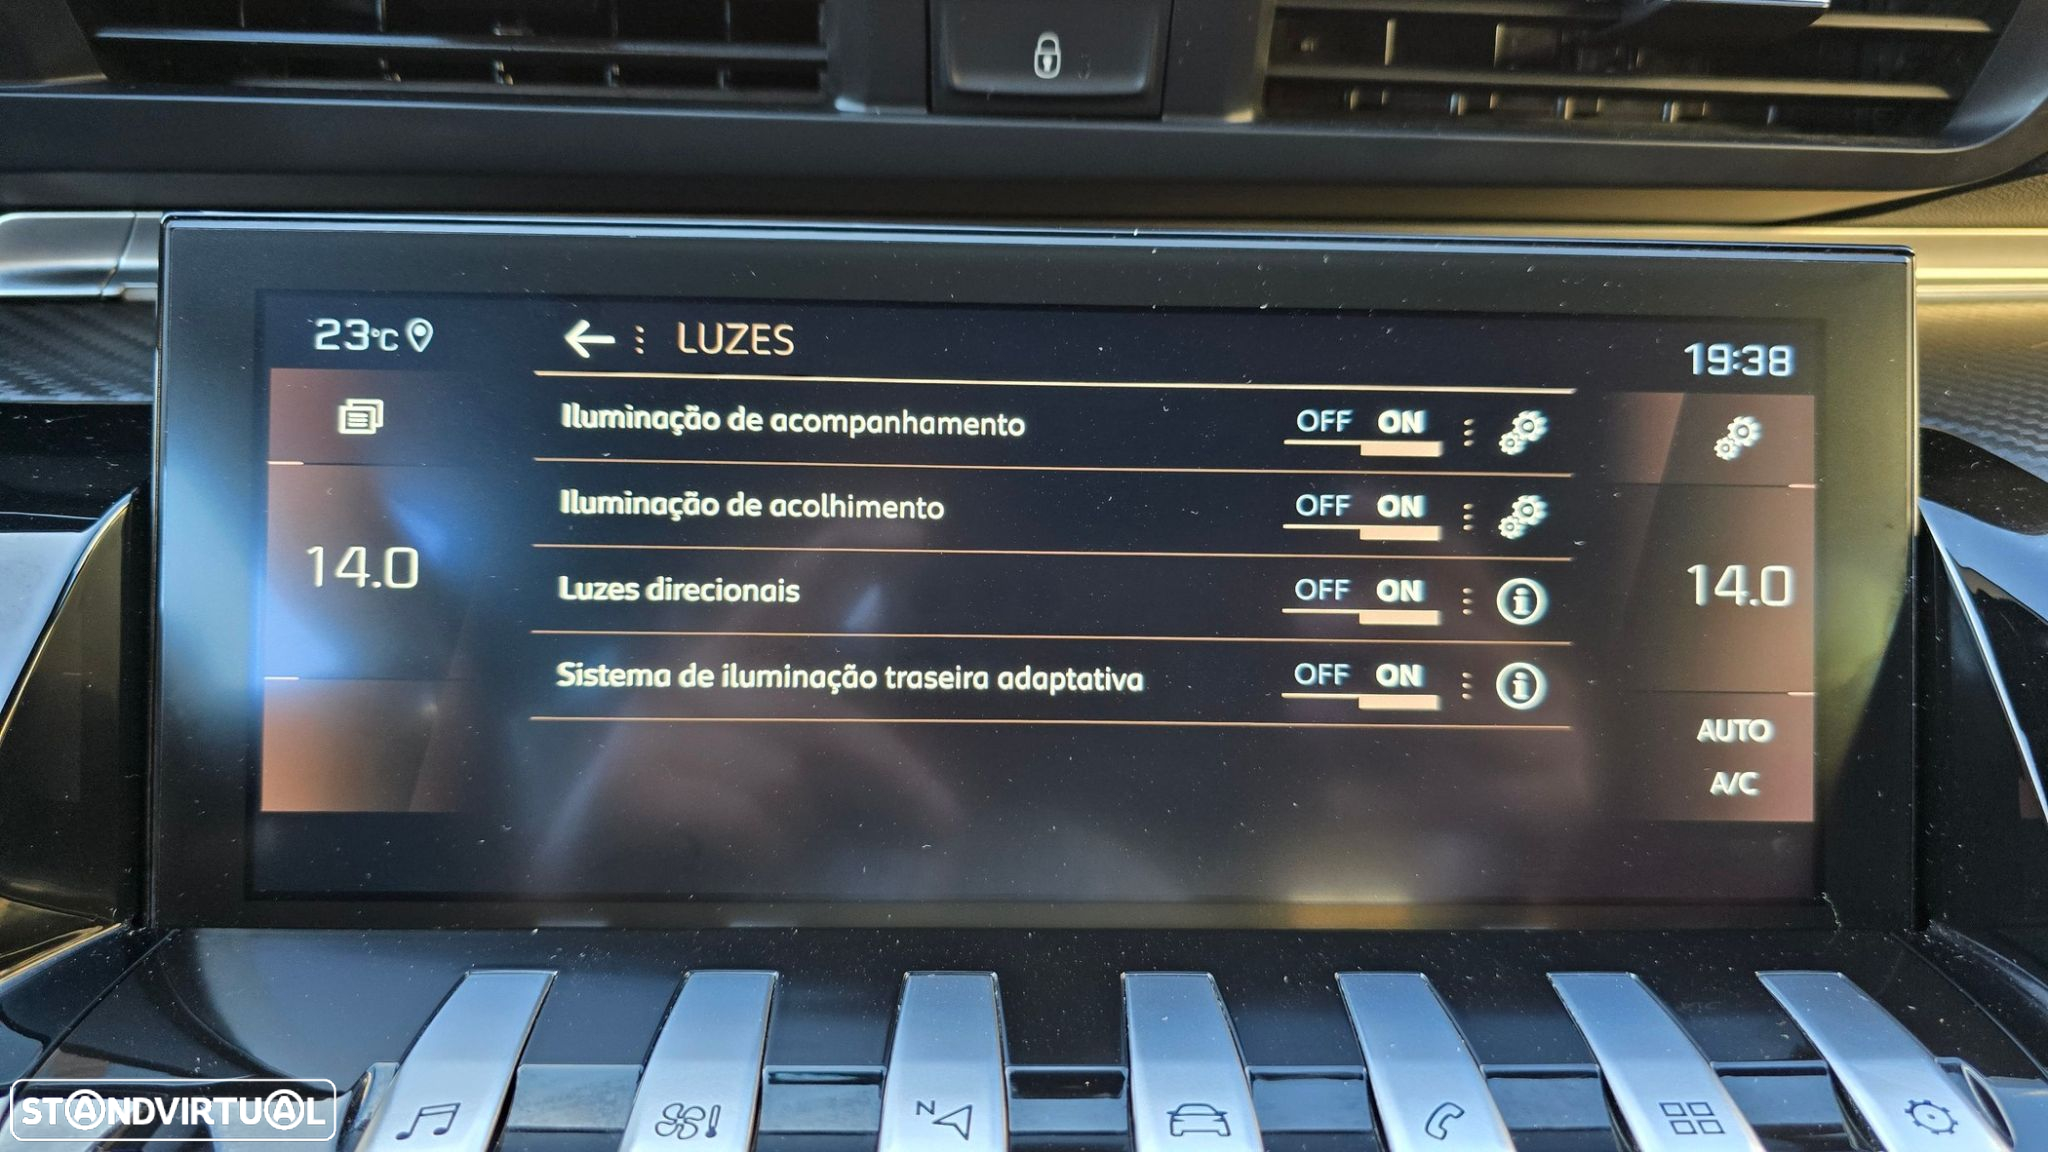 23°C
LUZES
19:38
Iluminação de acompanhamento OFF ON
Iluminação de acolhimento OFF ON
14.0
Luzes direcionais OFF ON
14.0
Sistema de iluminação traseira adaptativa OFF ON
AUTO
A/C
N
STANDVIRTUAL